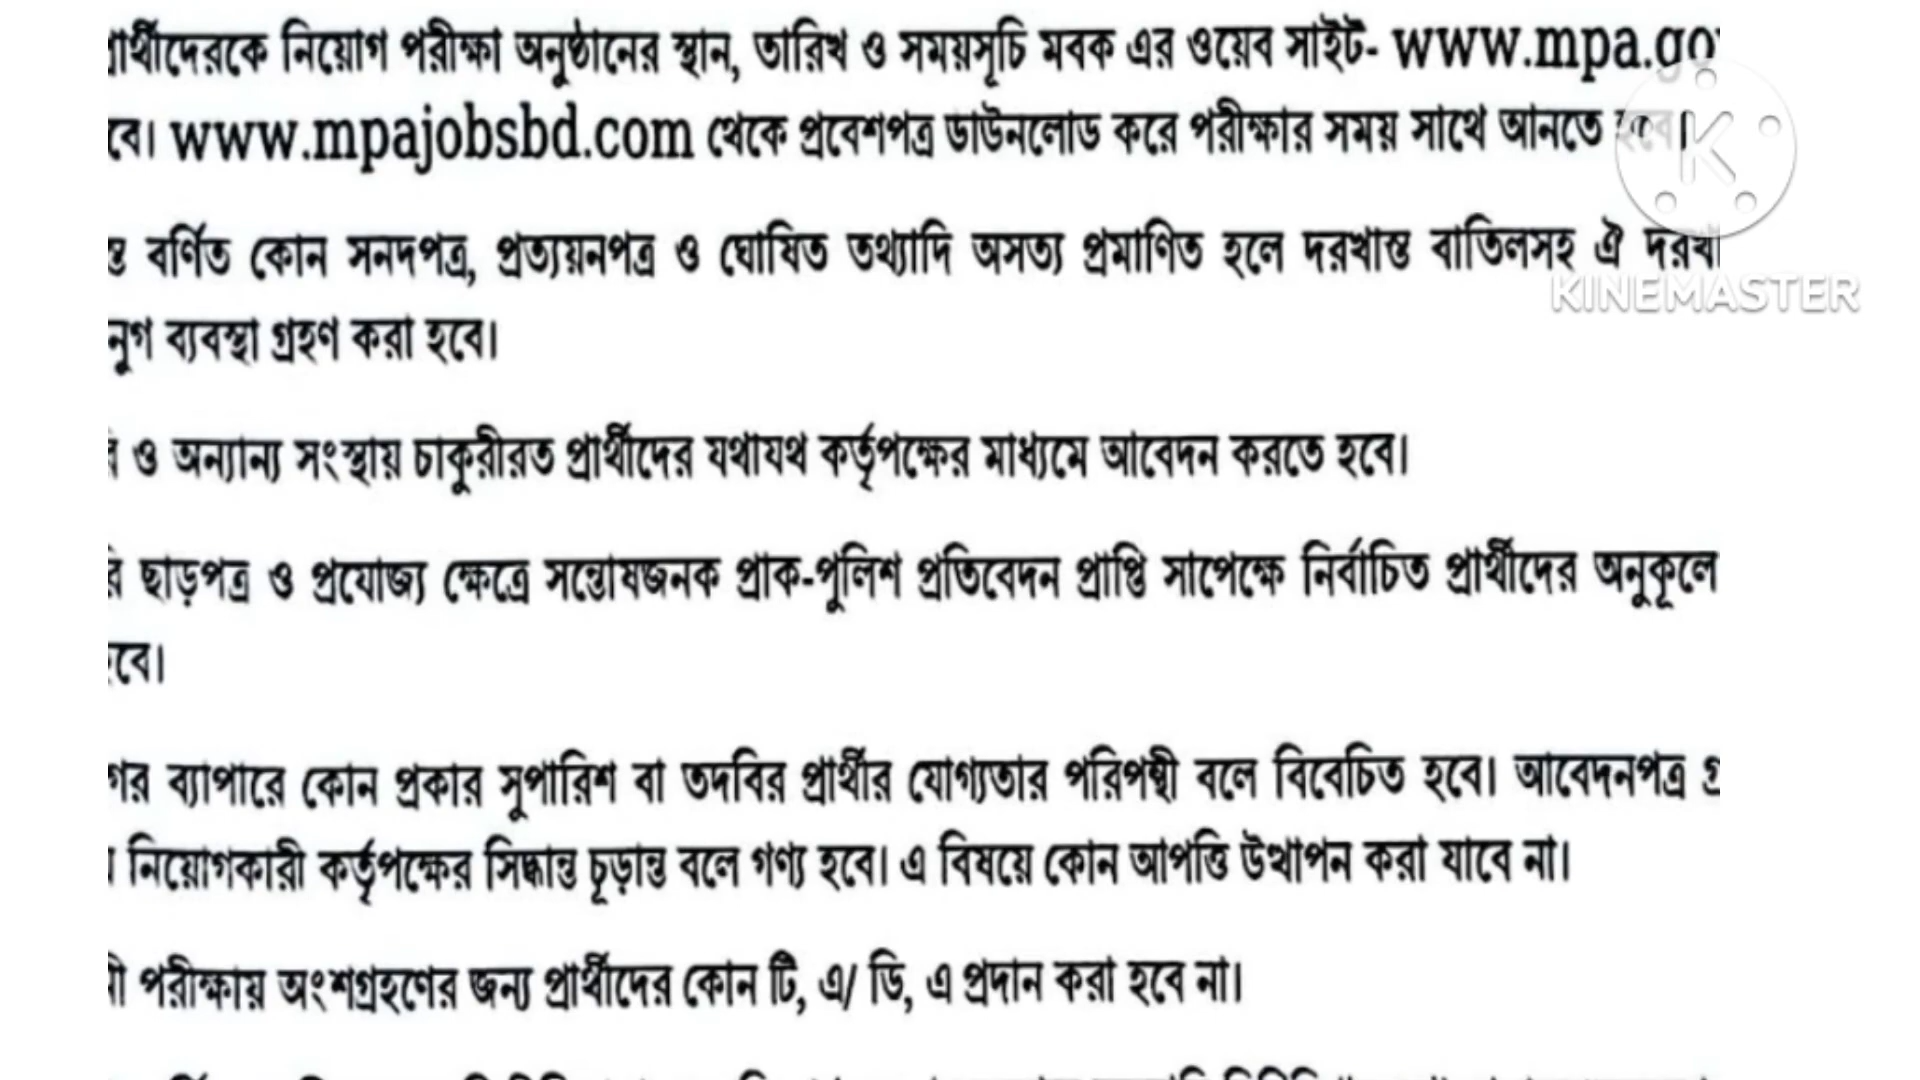 প্রার্থীদেরকে নিয়োগ পরীক্ষা অনুষ্ঠানের স্থান, তারিখ ও সময়সূচি মবক এর ওয়েব সাইট- www.mpa.go
বে। www.mpajobsbd.com থেকে প্রবেশপত্র ডাউনলোড করে পরীক্ষার সময় সাথে আনতে হবে।
বর্ণিত কোন সনদপত্র, প্রত্যয়নপত্র ও ঘোষিত তথ্যাদি অসত্য প্রমাণিত হলে দরখাস্ত বাতিলসহ ঐ দরখা
KINEMASTER
নুগ ব্যবস্থা গ্রহণ করা হবে।
ও অন্যান্য সংস্থায় চাকুরীরত প্রার্থীদের যথাযথ কর্তৃপক্ষের মাধ্যমে আবেদন করতে হবে।
ছাড়পত্র ও প্রযোজ্য ক্ষেত্রে সন্তোষজনক প্রাক-পুলিশ প্রতিবেদন প্রাপ্তি সাপেক্ষে নির্বাচিত প্রার্থীদের অনুকূলে
হবে।
গর ব্যাপারে কোন প্রকার সুপারিশ বা তদবির প্রার্থীর যোগ্যতার পরিপন্থী বলে বিবেচিত হবে। আবেদনপত্র গ্র
নিয়োগকারী কর্তৃপক্ষের সিদ্ধান্ত চূড়ান্ত বলে গণ্য হবে। এ বিষয়ে কোন আপত্তি উত্থাপন করা যাবে না।
পরীক্ষায় অংশগ্রহণের জন্য প্রার্থীদের কোন টি, এ/ ডি, এ প্রদান করা হবে না।